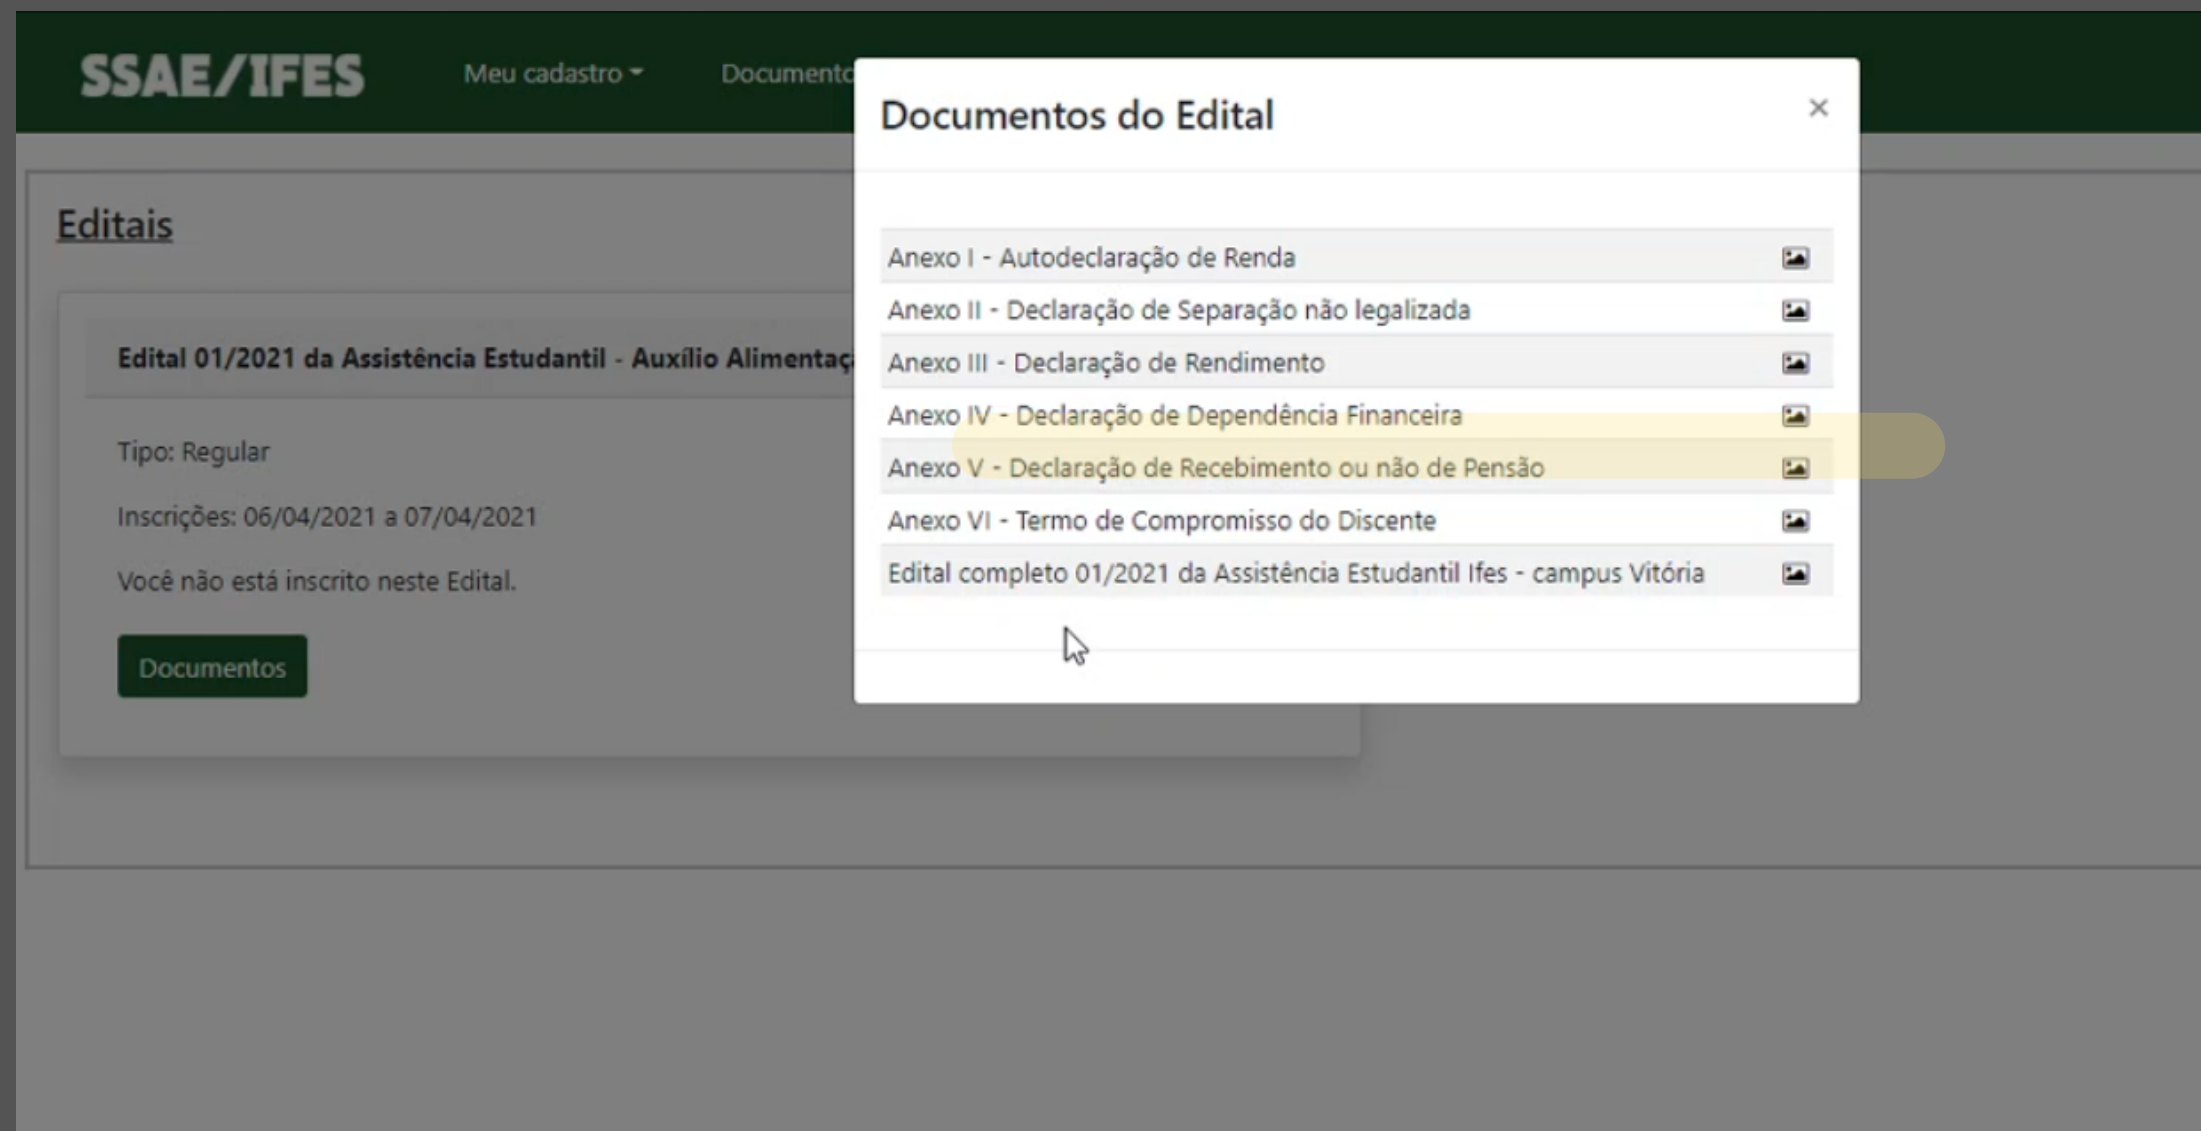 SSAE/IFES
Meu cadastro
Documentos do Edital
Editais
Anexo I - Autodeclaração de Renda
Anexo II - Declaração de Separação não legalizada
Anexo III - Declaração de Rendimento
Anexo IV - Declaração de Dependência Financeira
Anexo V - Declaração de Recebimento ou não de Pensão
Anexo VI - Termo de Compromisso do Discente
Edital completo 01/2021 da Assistência Estudantil Ifes - campus Vitória
Edital 01/2021 da Assistência Estudantil - Auxílio
Tipo: Regular
Inscrições: 06/04/2021 a 07/04/2021
Você não está inscrito neste Edital.
Documentos